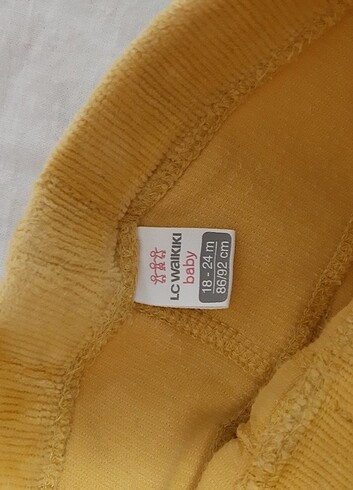 LC WAIKIKI
baby
18 - 24 m
86/92 cm